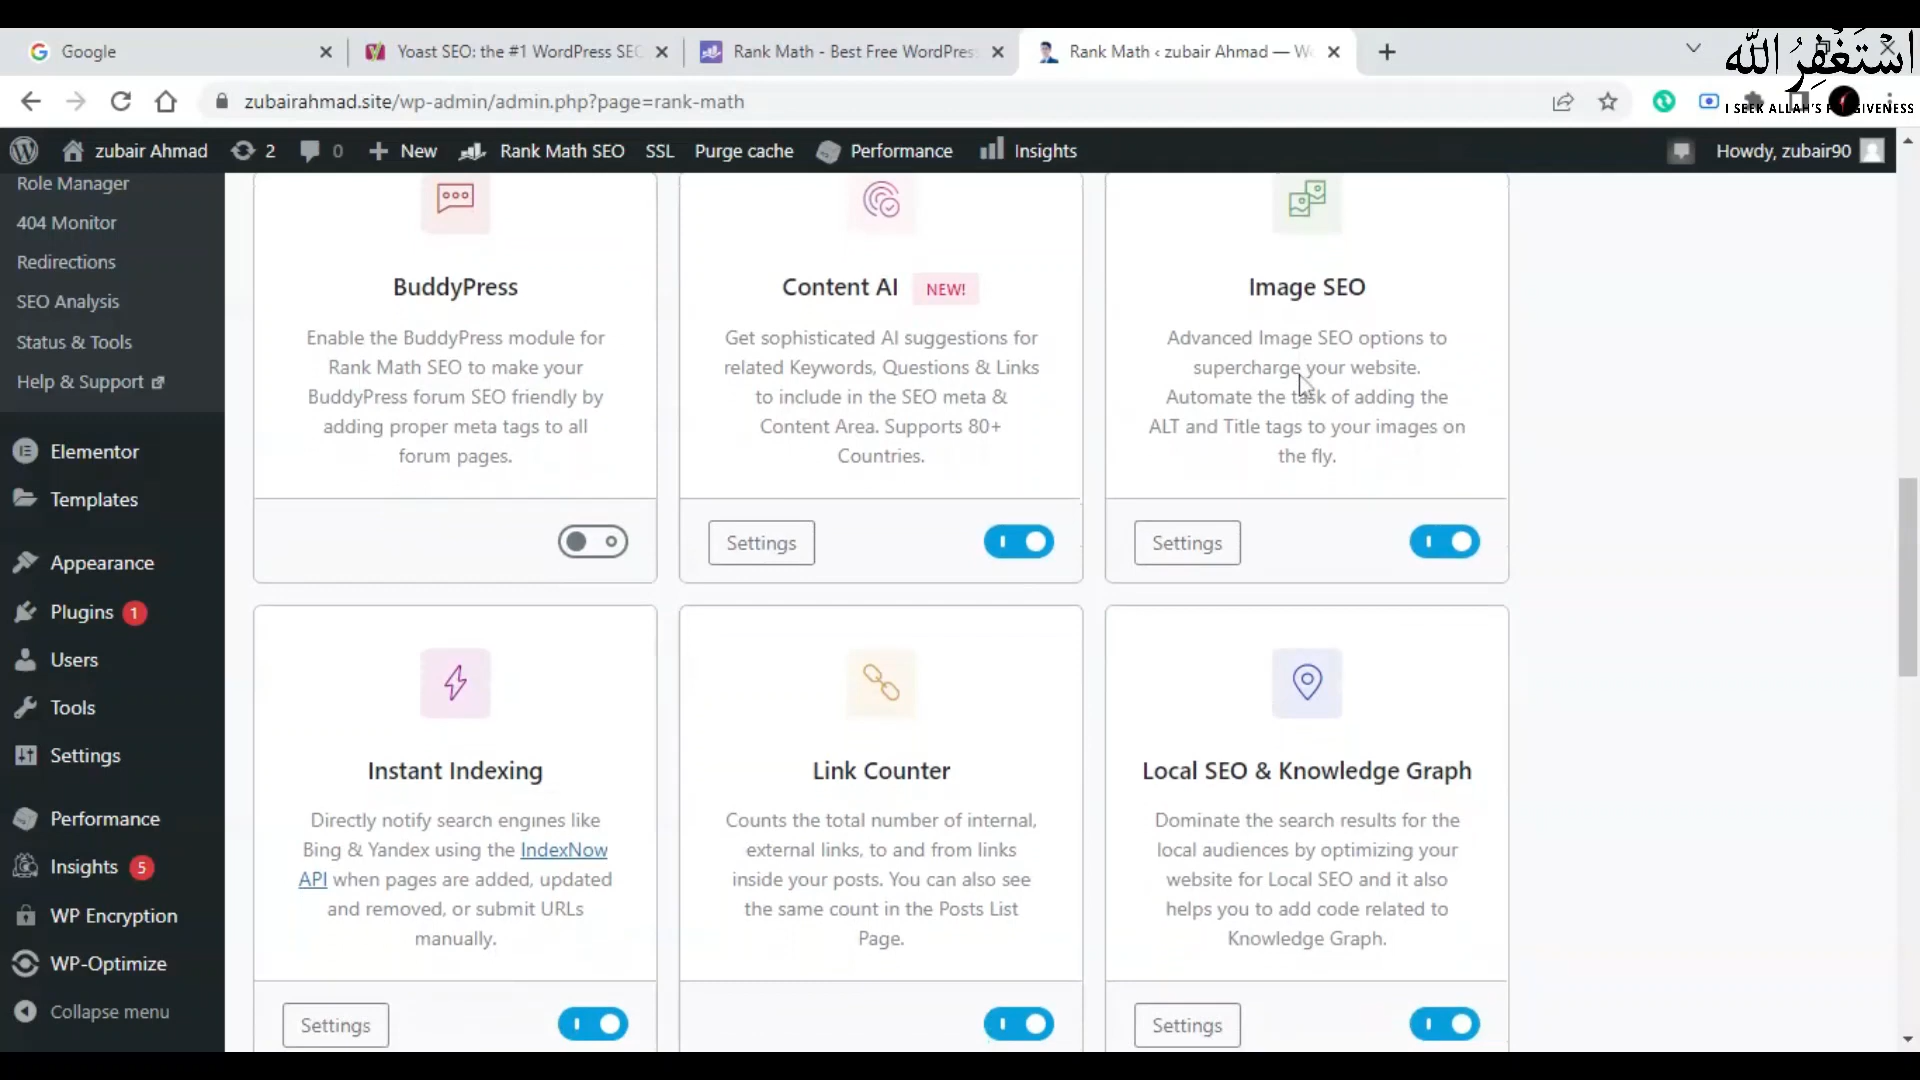 Google
Yoast SEO: the #1 WordPress SEO
Rank Math - Best Free WordPres
Rank Math ‹ zubair Ahmad — W
أستغفر الله
I SEEK ALLAH'S FORGIVENESS
zubairahmad.site/wp-admin/admin.php?page=rank-math
zubair Ahmad
2
0
New
Rank Math SEO
SSL
Purge cache
Performance
Insights
Howdy, zubair90
Role Manager
404 Monitor
Redirections
SEO Analysis
Status & Tools
Help & Support
Elementor
Templates
Appearance
Plugins 1
Users
Tools
Settings
Performance
Insights 5
WP Encryption
WP-Optimize
Collapse menu
BuddyPress
Enable the BuddyPress module for
Rank Math SEO to make your
BuddyPress forum SEO friendly by
adding proper meta tags to all
forum pages.
Content AI NEW!
Get sophisticated AI suggestions for
related Keywords, Questions & Links
to include in the SEO meta &
Content Area. Supports 80+
Countries.
Settings
Image SEO
Advanced Image SEO options to
supercharge your website.
Automate the task of adding the
ALT and Title tags to your images on
the fly.
Settings
Instant Indexing
Directly notify search engines like
Bing & Yandex using the IndexNow
API when pages are added, updated
and removed, or submit URLs
manually.
Settings
Link Counter
Counts the total number of internal,
external links, to and from links
inside your posts. You can also see
the same count in the Posts List
Page.
Local SEO & Knowledge Graph
Dominate the search results for the
local audiences by optimizing your
website for Local SEO and it also
helps you to add code related to
Knowledge Graph.
Settings